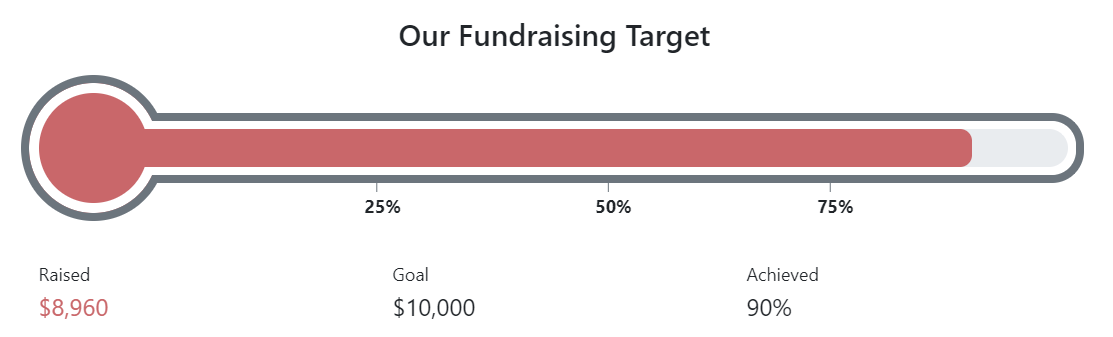 Our Fundraising Target
25% 50% 75%
Raised Goal Achieved
$8,960 $10,000 90%